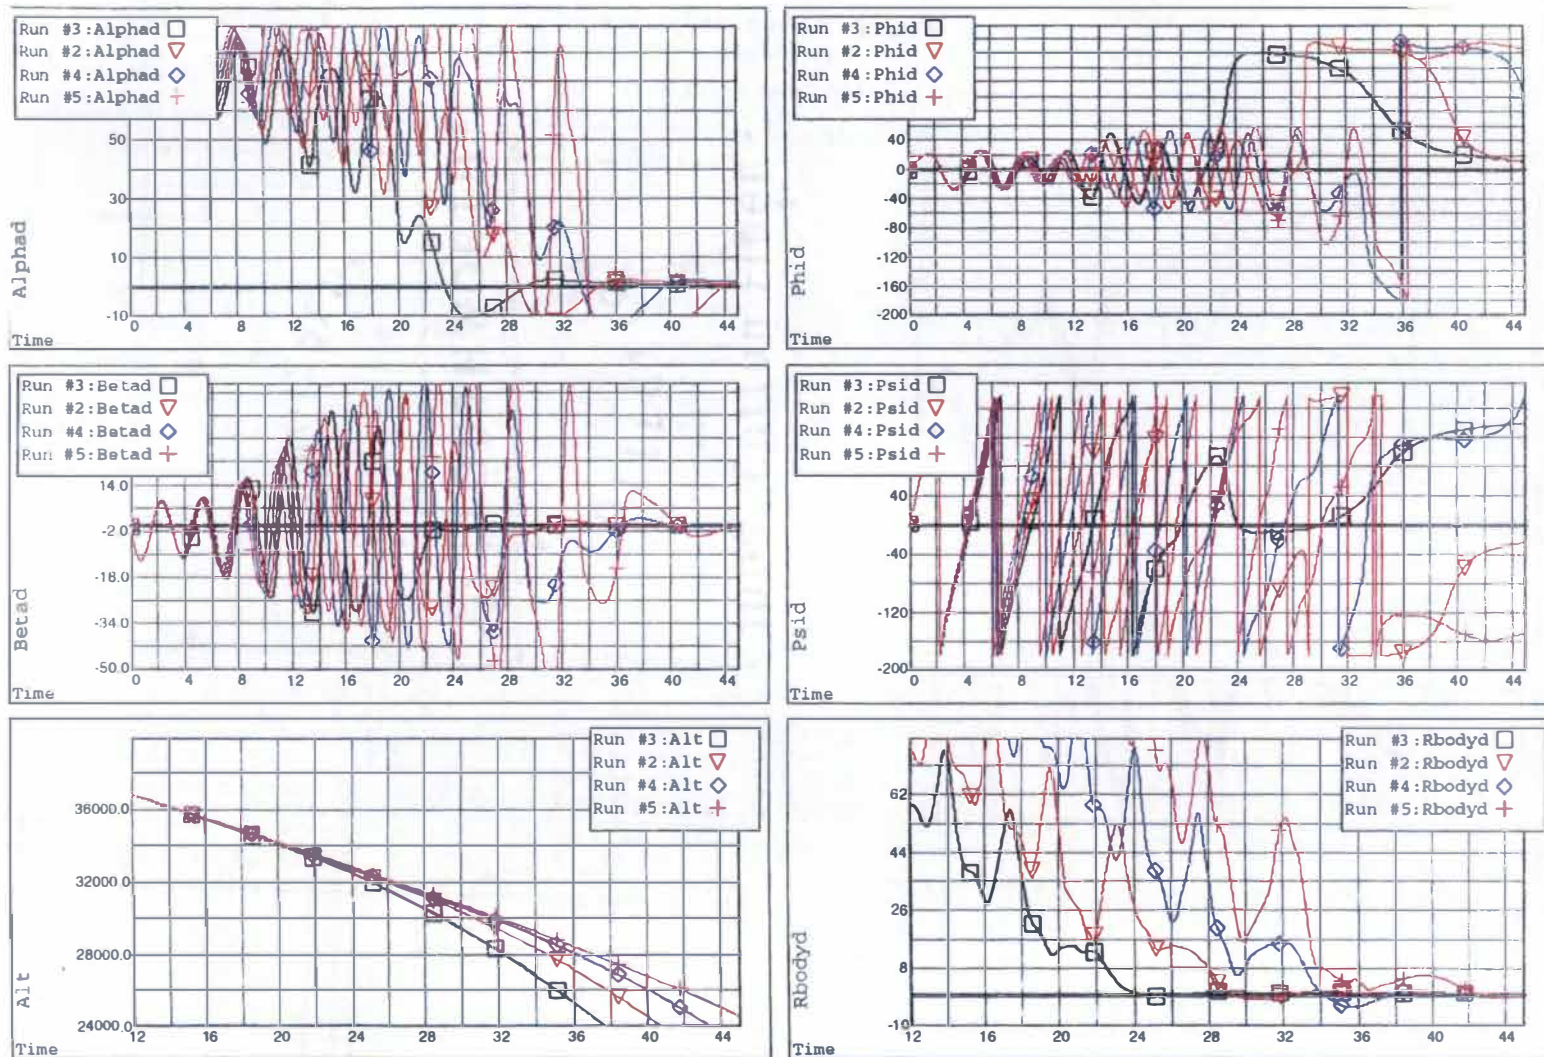 Run #3:Alphad
Run #2:Alphad
Run #4:Alphad
Run #5:Alphad
50
30
10
-10
Alphad
0 4 8 12 16 20 24 28 32 36 40 44
Time
Run #3:Phid
Run #2:Phid
Run #4:Phid
Run #5:Phid
40
0
-40
-80
-120
-160
-200
Phid
0 4 8 12 16 20 24 28 32 36 40 44
Time
Run #3:Betad
Run #2:Betad
Run #4:Betad
Run #5:Betad
14.0
-2.0
-18.0
-34.0
-50.0
Betad
0 4 8 12 16 20 24 28 32 36 40 44
Time
Run #3:Psid
Run #2:Psid
Run #4:Psid
Run #5:Psid
40
-40
-120
-200
Psid
0 4 8 12 16 20 24 28 32 36 40 44
Time
Run #3:Alt
Run #2:Alt
Run #4:Alt
Run #5:Alt
36000.0
32000.0
28000.0
24000.0
Alt
12 16 20 24 28 32 36 40 44
Time
Run #3:Rbodyd
Run #2:Rbodyd
Run #4:Rbodyd
Run #5:Rbodyd
62
44
26
8
-10
Rbodyd
12 16 20 24 28 32 36 40 44
Time